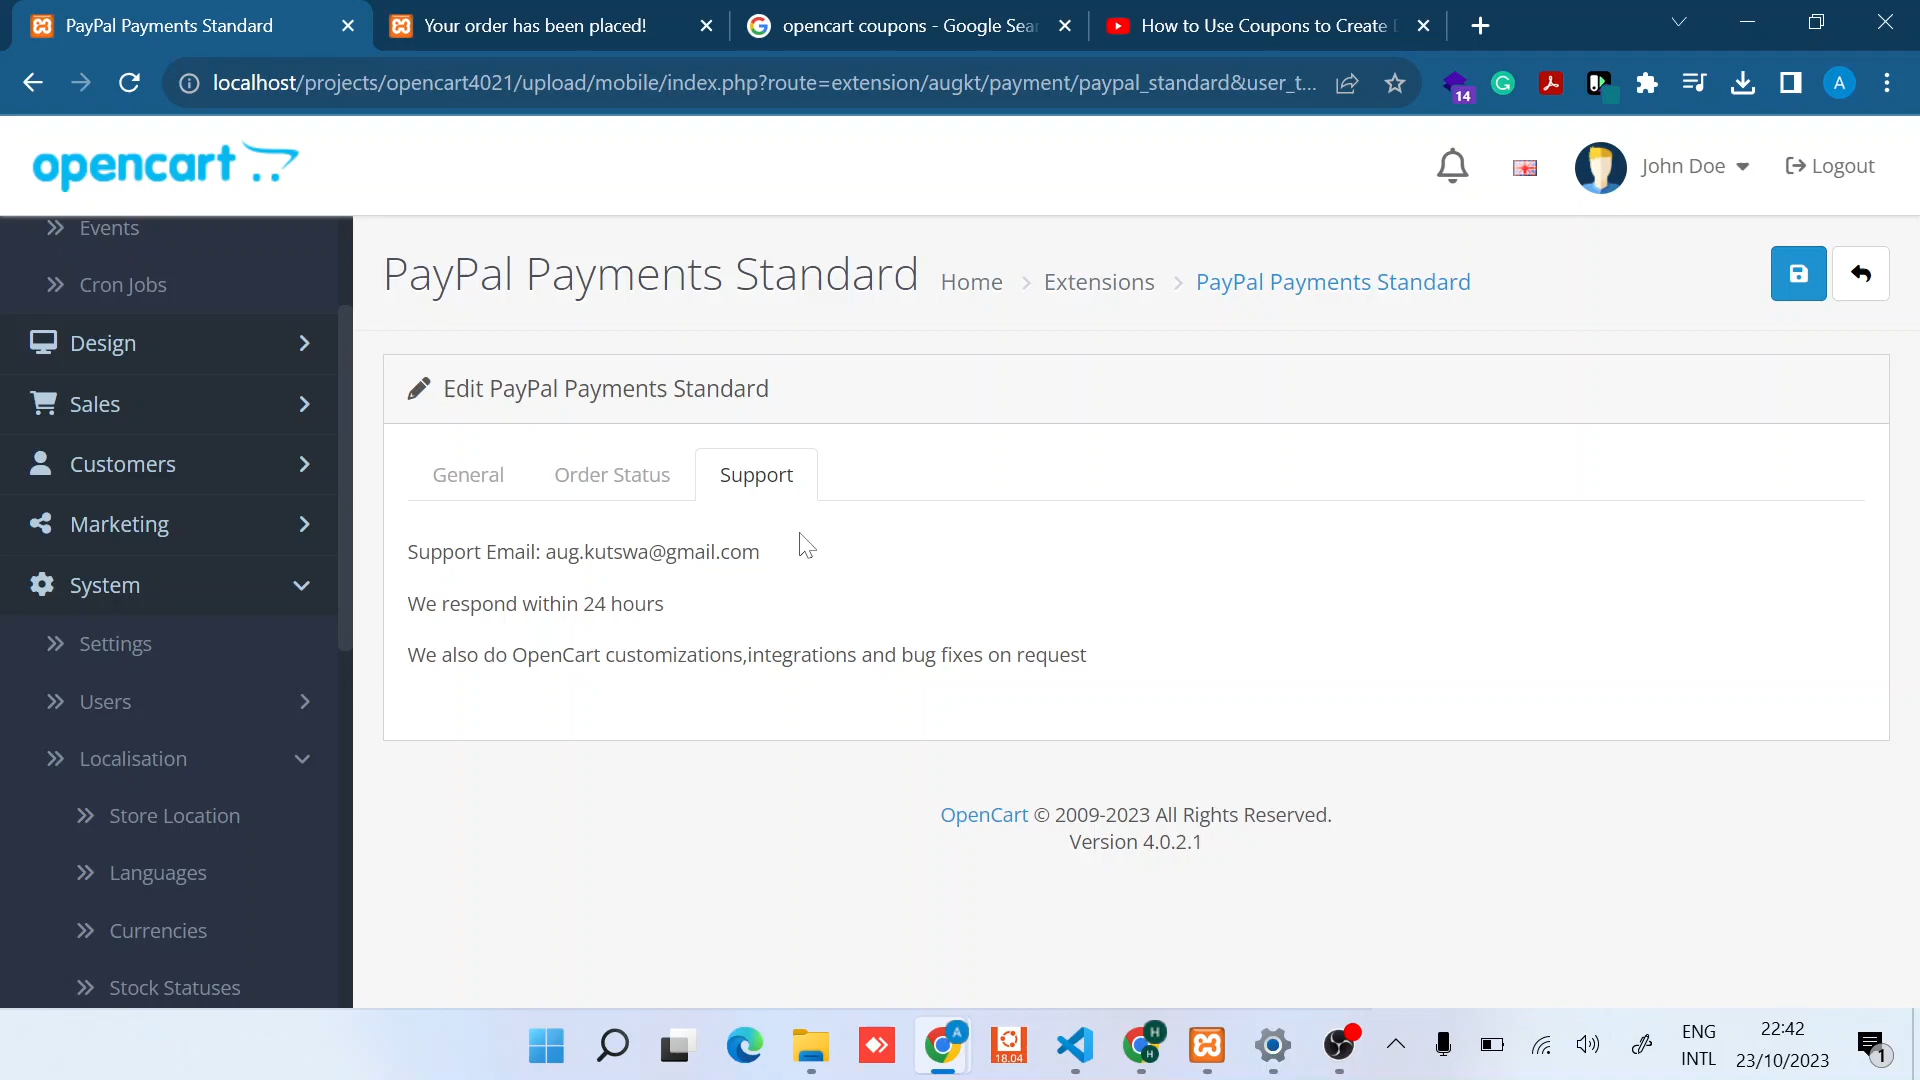 PayPal Payments Standard
Your order has been placed!
opencart coupons - Google Sear
How to Use Coupons to Create
localhost/projects/opencart4021/upload/mobile/index.php?route=extension/augkt/payment/paypal_standard&user_t...
14
A
opencart
John Doe
Logout
Events
Cron Jobs
Design
Sales
Customers
Marketing
System
Settings
Users
Localisation
Store Location
Languages
Currencies
Stock Statuses
PayPal Payments Standard
Home > Extensions > PayPal Payments Standard
Edit PayPal Payments Standard
General
Order Status
Support
Support Email: aug.kutswa@gmail.com
We respond within 24 hours
We also do OpenCart customizations,integrations and bug fixes on request
OpenCart © 2009-2023 All Rights Reserved.
Version 4.0.2.1
A
18.04
H
H
ENG
INTL
22:42
23/10/2023
1